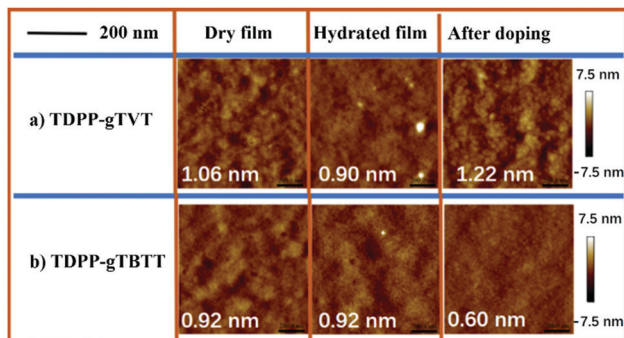 200 nm Dry film Hydrated film After doping
a) TDPP-gTVT 1.06 nm 0.90 nm 1.22 nm 7.5 nm
-7.5 nm
b) TDPP-gTBTT 0.92 nm 0.92 nm 0.60 nm 7.5 nm
-7.5 nm